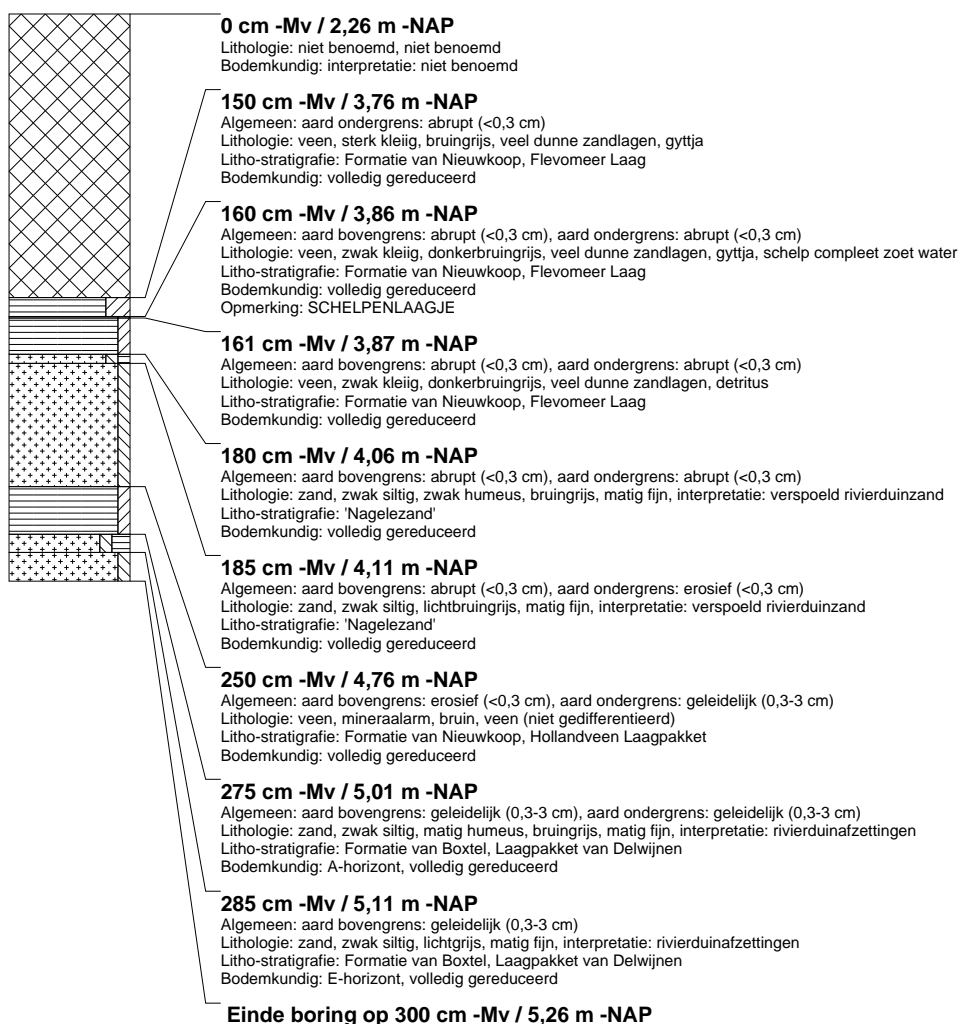 0 cm -Mv / 2,26 m -NAP
Lithologie: niet benoemd, niet benoemd
Bodemkundig: interpretatie: niet benoemd
150 cm -Mv / 3,76 m -NAP
Algemeen: aard ondergrens: abrupt (<0,3 cm)
Lithologie: veen, sterk kleiig, bruingrijs, veel dunne zandlagen, gyttja
Litho-stratigrafie: Formatie van Nieuwkoop, Flevomeer Laag
Bodemkundig: volledig gereduceerd
160 cm -Mv / 3,86 m -NAP
Algemeen: aard bovengrens: abrupt (<0,3 cm), aard ondergrens: abrupt (<0,3 cm)
Lithologie: veen, zwak kleiig, donkerbruingrijs, veel dunne zandlagen, gyttja, schelp compleet zoet water
Litho-stratigrafie: Formatie van Nieuwkoop, Flevomeer Laag
Bodemkundig: volledig gereduceerd
Opmerking: SCHELPENLAAGJE
161 cm -Mv / 3,87 m -NAP
Algemeen: aard bovengrens: abrupt (<0,3 cm), aard ondergrens: abrupt (<0,3 cm)
Lithologie: veen, zwak kleiig, donkerbruingrijs, veel dunne zandlagen, detritus
Litho-stratigrafie: Formatie van Nieuwkoop, Flevomeer Laag
Bodemkundig: volledig gereduceerd
180 cm -Mv / 4,06 m -NAP
Algemeen: aard bovengrens: abrupt (<0,3 cm), aard ondergrens: abrupt (<0,3 cm)
Lithologie: zand, zwak siltig, zwak humeus, bruingrijs, matig fijn, interpretatie: verspoeld rivierduinzand
Litho-stratigrafie: 'Nagelezand'
Bodemkundig: volledig gereduceerd
185 cm -Mv / 4,11 m -NAP
Algemeen: aard bovengrens: abrupt (<0,3 cm), aard ondergrens: erosief (<0,3 cm)
Lithologie: zand, zwak siltig, lichtbruingrijs, matig fijn, interpretatie: verspoeld rivierduinzand
Litho-stratigrafie: 'Nagelezand'
Bodemkundig: volledig gereduceerd
250 cm -Mv / 4,76 m -NAP
Algemeen: aard bovengrens: erosief (<0,3 cm), aard ondergrens: geleidelijk (0,3-3 cm)
Lithologie: veen, mineraalarm, bruin, veen (niet gedifferentieerd)
Litho-stratigrafie: Formatie van Nieuwkoop, Hollandveen Laagpakket
Bodemkundig: volledig gereduceerd
275 cm -Mv / 5,01 m -NAP
Algemeen: aard bovengrens: geleidelijk (0,3-3 cm), aard ondergrens: geleidelijk (0,3-3 cm)
Lithologie: zand, zwak siltig, matig humeus, bruingrijs, matig fijn, interpretatie: rivierduinafzettingen
Litho-stratigrafie: Formatie van Boxtel, Laagpakket van Delwijnen
Bodemkundig: A-horizont, volledig gereduceerd
285 cm -Mv / 5,11 m -NAP
Algemeen: aard bovengrens: geleidelijk (0,3-3 cm)
Lithologie: zand, zwak siltig, lichtgrijs, matig fijn, interpretatie: rivierduinafzettingen
Litho-stratigrafie: Formatie van Boxtel, Laagpakket van Delwijnen
Bodemkundig: E-horizont, volledig gereduceerd
Einde boring op 300 cm -Mv / 5,26 m -NAP